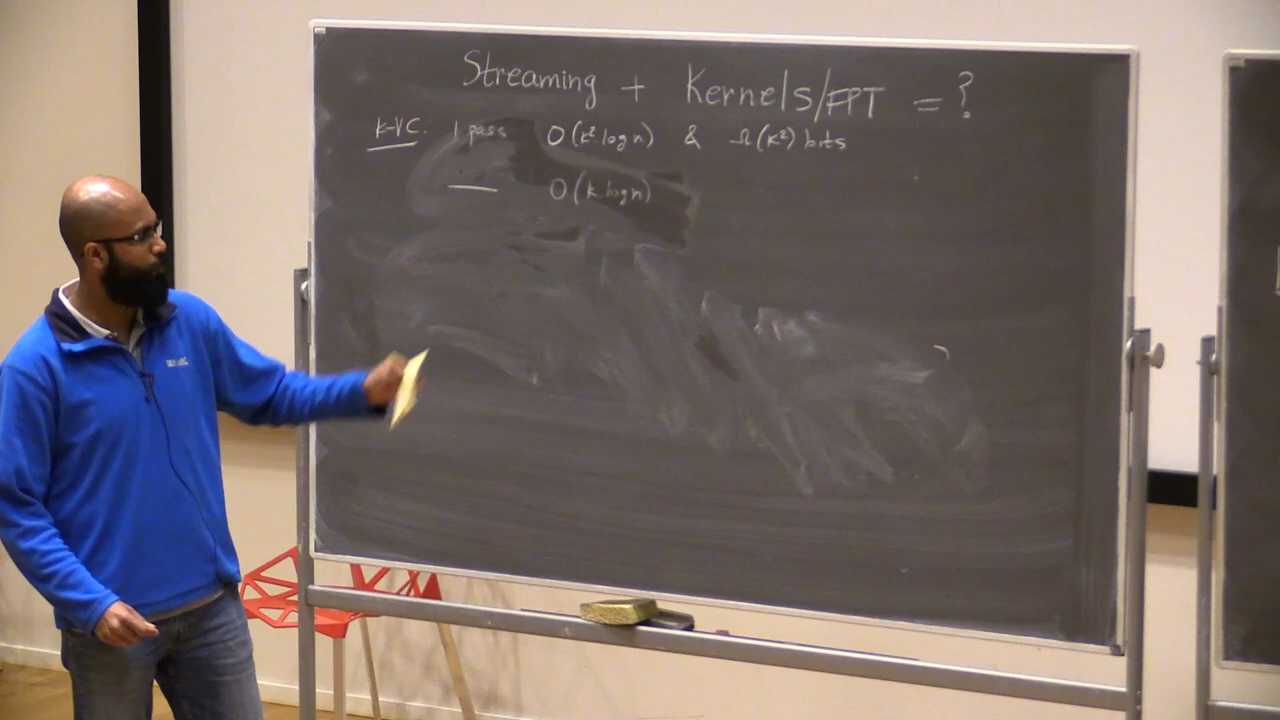 Streaming + Kernels/FPT = ?
K-VC. 1 pass O(k² log n) & Ω(k²) bits
— O(k log n)